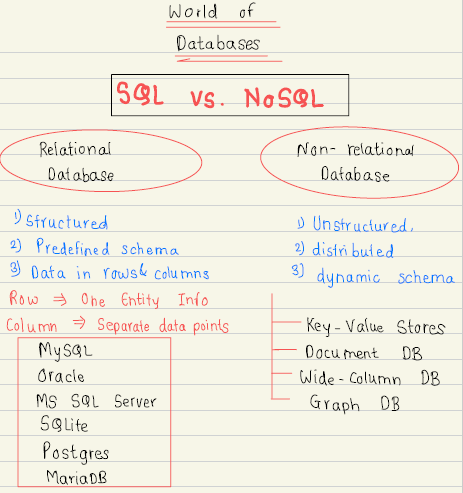 World of
Databases
SQL vs. NoSQL
Relational
Database
1) Structured
2) Predefined schema
3) Data in rows & columns
Row ⇒ One Entity Info
Column ⇒ Separate data points
MySQL
Oracle
MS SQL Server
SQLite
Postgres
MariaDB
Non-relational
Database
1) Unstructured,
2) distributed
3) dynamic schema
Key-Value Stores
Document DB
Wide-Column DB
Graph DB